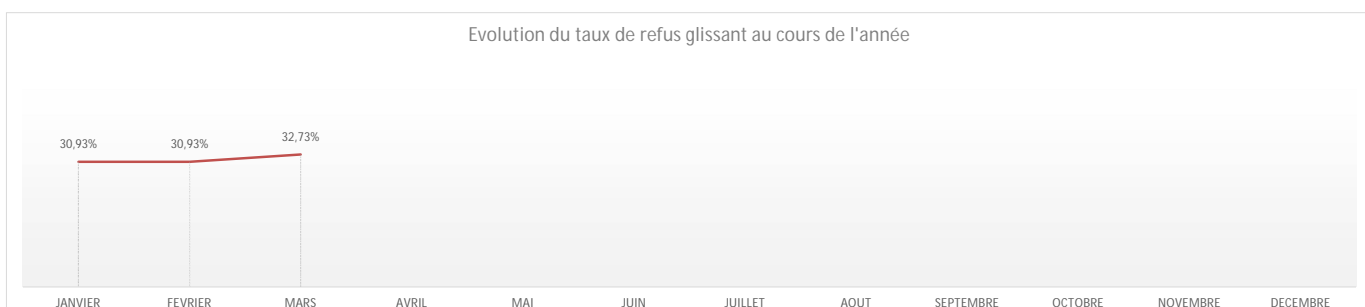 Evolution du taux de refus glissant au cours de l'année
30,93% 30,93% 32,73%
JANVIER FEVRIER MARS AVRIL MAI JUIN JUILLET AOUT SEPTEMBRE OCTOBRE NOVEMBRE DECEMBRE